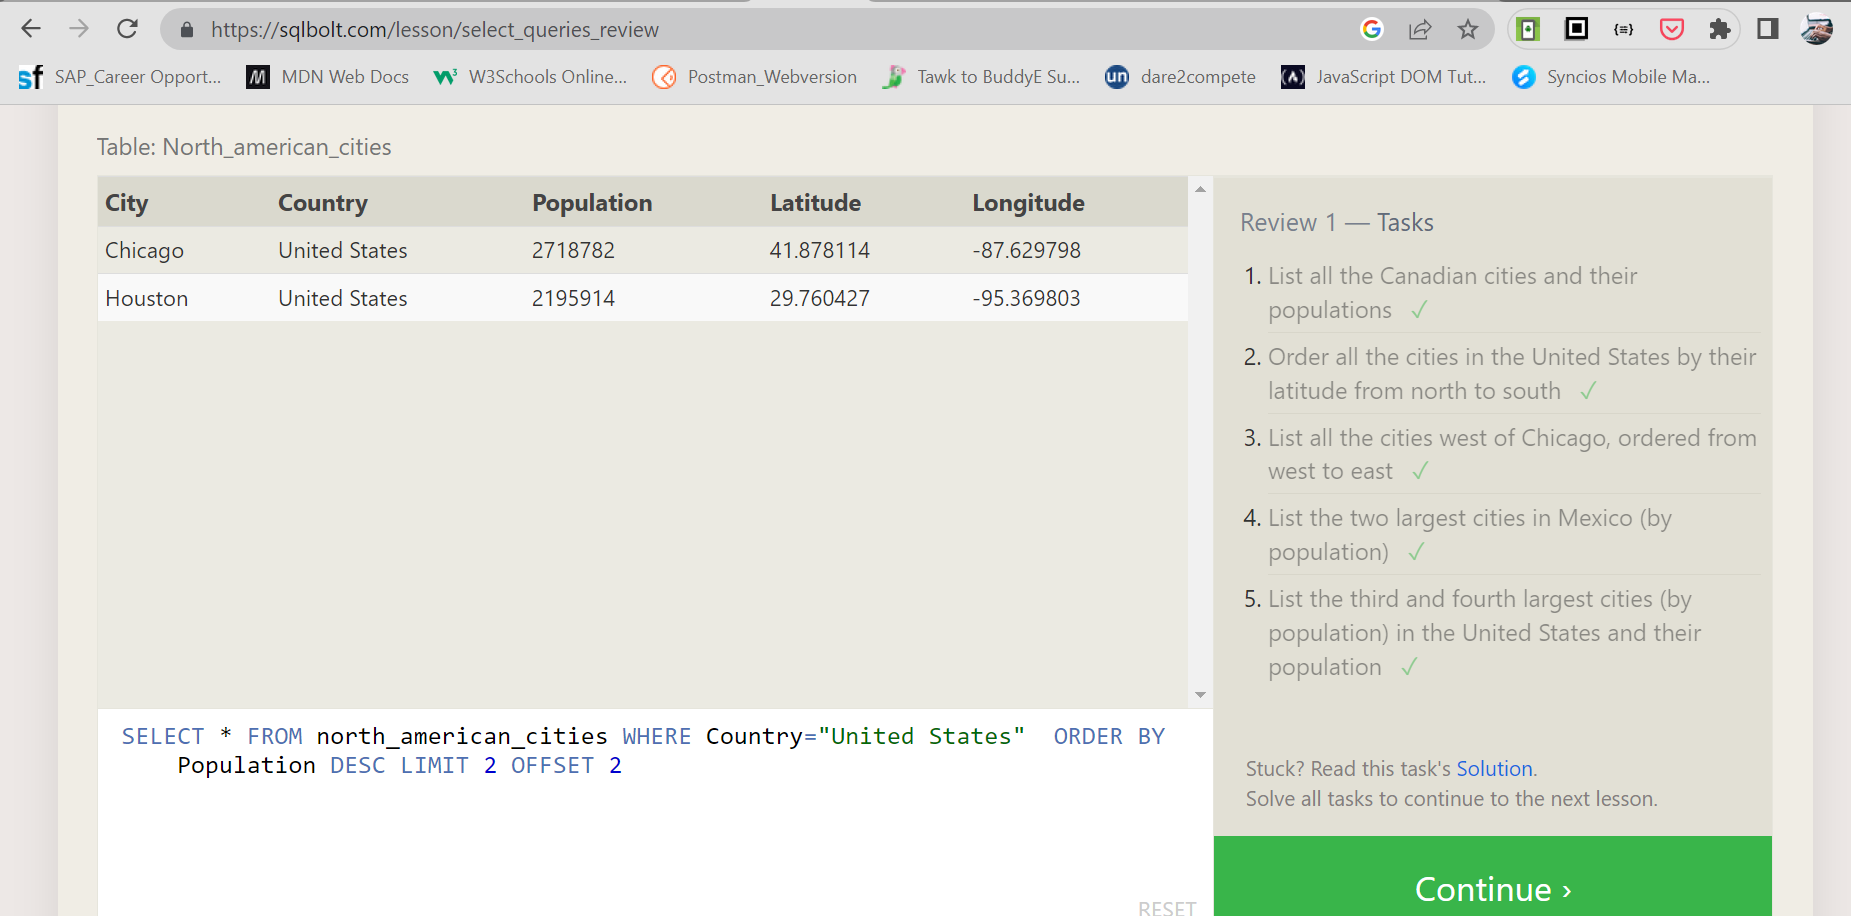 https://sqlbolt.com/lesson/select_queries_review
SAP_Career Opport... MDN Web Docs W3Schools Online... Postman_Webversion Tawk to BuddyE Su... dare2compete JavaScript DOM Tut... Syncios Mobile Ma...
Table: North_american_cities
City Country Population Latitude Longitude
Chicago United States 2718782 41.878114 -87.629798
Houston United States 2195914 29.760427 -95.369803
SELECT * FROM north_american_cities WHERE Country="United States" ORDER BY
Population DESC LIMIT 2 OFFSET 2
RESET
Review 1 — Tasks
1. List all the Canadian cities and their
populations ✓
2. Order all the cities in the United States by their
latitude from north to south ✓
3. List all the cities west of Chicago, ordered from
west to east ✓
4. List the two largest cities in Mexico (by
population) ✓
5. List the third and fourth largest cities (by
population) in the United States and their
population ✓
Stuck? Read this task's Solution.
Solve all tasks to continue to the next lesson.
Continue ›